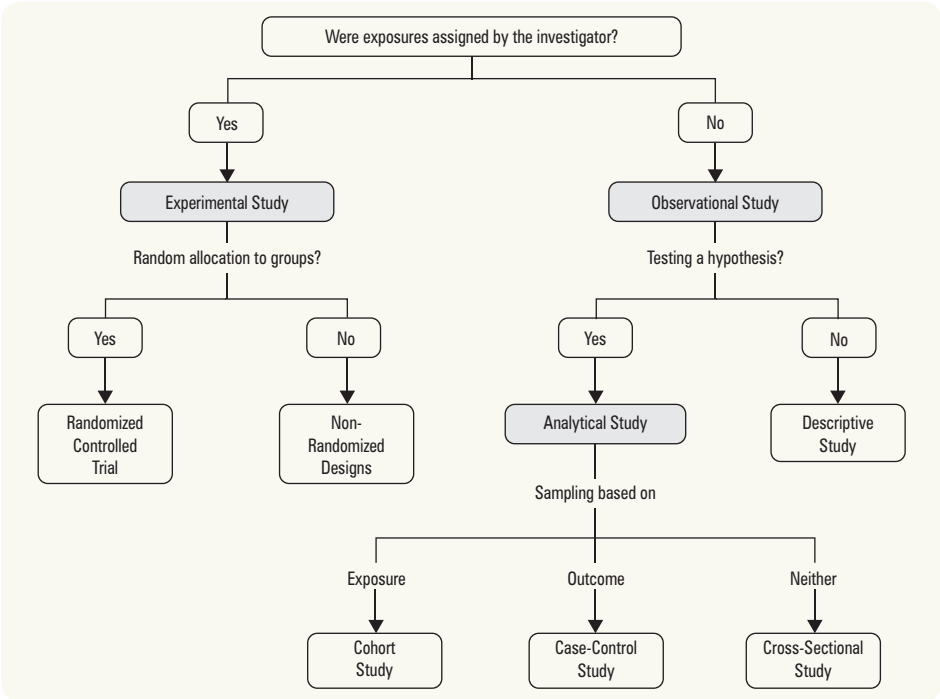 Were exposures assigned by the investigator?
Yes
No
Experimental Study
Observational Study
Random allocation to groups?
Testing a hypothesis?
Yes
No
Yes
No
Randomized
Controlled
Trial
Non-
Randomized
Designs
Analytical Study
Descriptive
Study
Sampling based on
Exposure
Outcome
Neither
Cohort
Study
Case-Control
Study
Cross-Sectional
Study